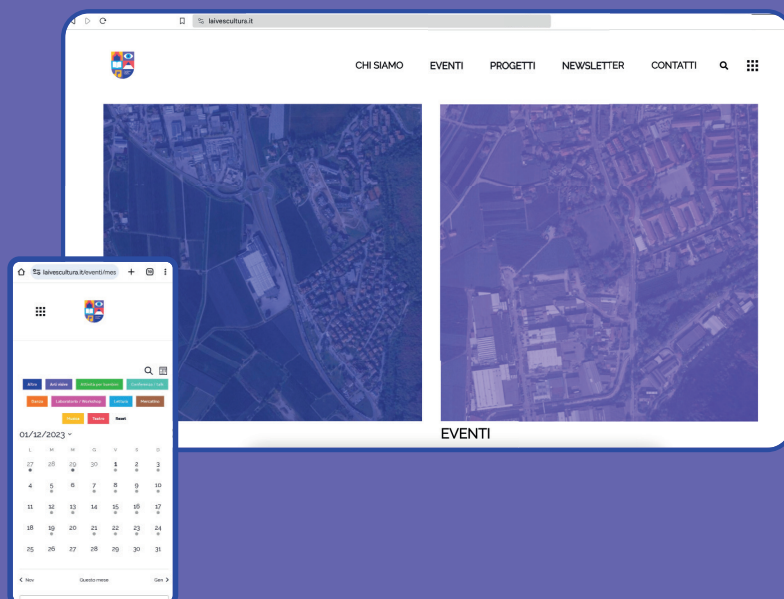 laivescultura.it
CHI SIAMO EVENTI PROGETTI NEWSLETTER CONTATTI
EVENTI
laivescultura.it/eventi/mes
Altro Arti visive Attività per bambini Conferenza / Talk
Danza Laboratorio / Workshop Lettura Mercatino
Musica Teatro Reset
01/12/2023
L M M G V S D
27 28 29 30 1 2 3
4 5 6 7 8 9 10
11 12 13 14 15 16 17
18 19 20 21 22 23 24
25 26 27 28 29 30 31
Nov Questo mese Gen